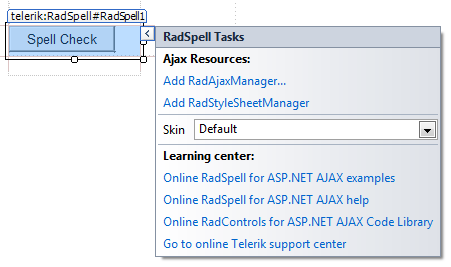 telerik:RadSpell#RadSpell1
Spell Check
RadSpell Tasks
Ajax Resources:
Add RadAjaxManager...
Add RadStyleSheetManager
Skin Default
Learning center:
Online RadSpell for ASP.NET AJAX examples
Online RadSpell for ASP.NET AJAX help
Online RadControls for ASP.NET AJAX Code Library
Go to online Telerik support center